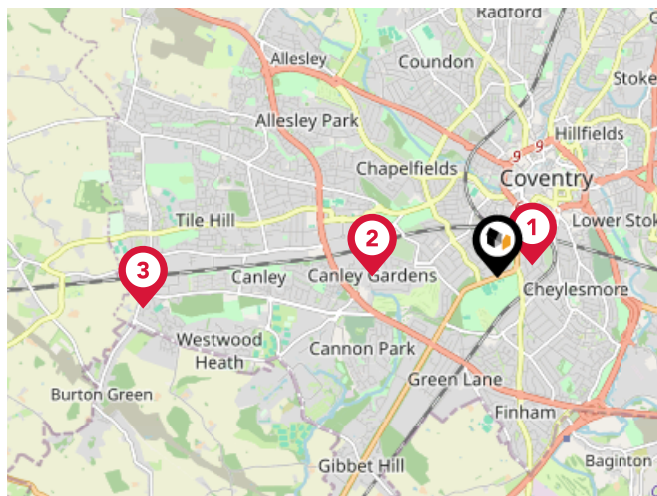 Radford
Allesley
Coundon
Stoke
Allesley Park
Hillfields
9
9
Chapelfields
Coventry
Tile Hill
1
Lower Stok
2
3
Canley
Canley Gardens
Cheylesmore
Westwood
Heath
Cannon Park
Burton Green
Green Lane
Finham
Gibbet Hill
Baginton